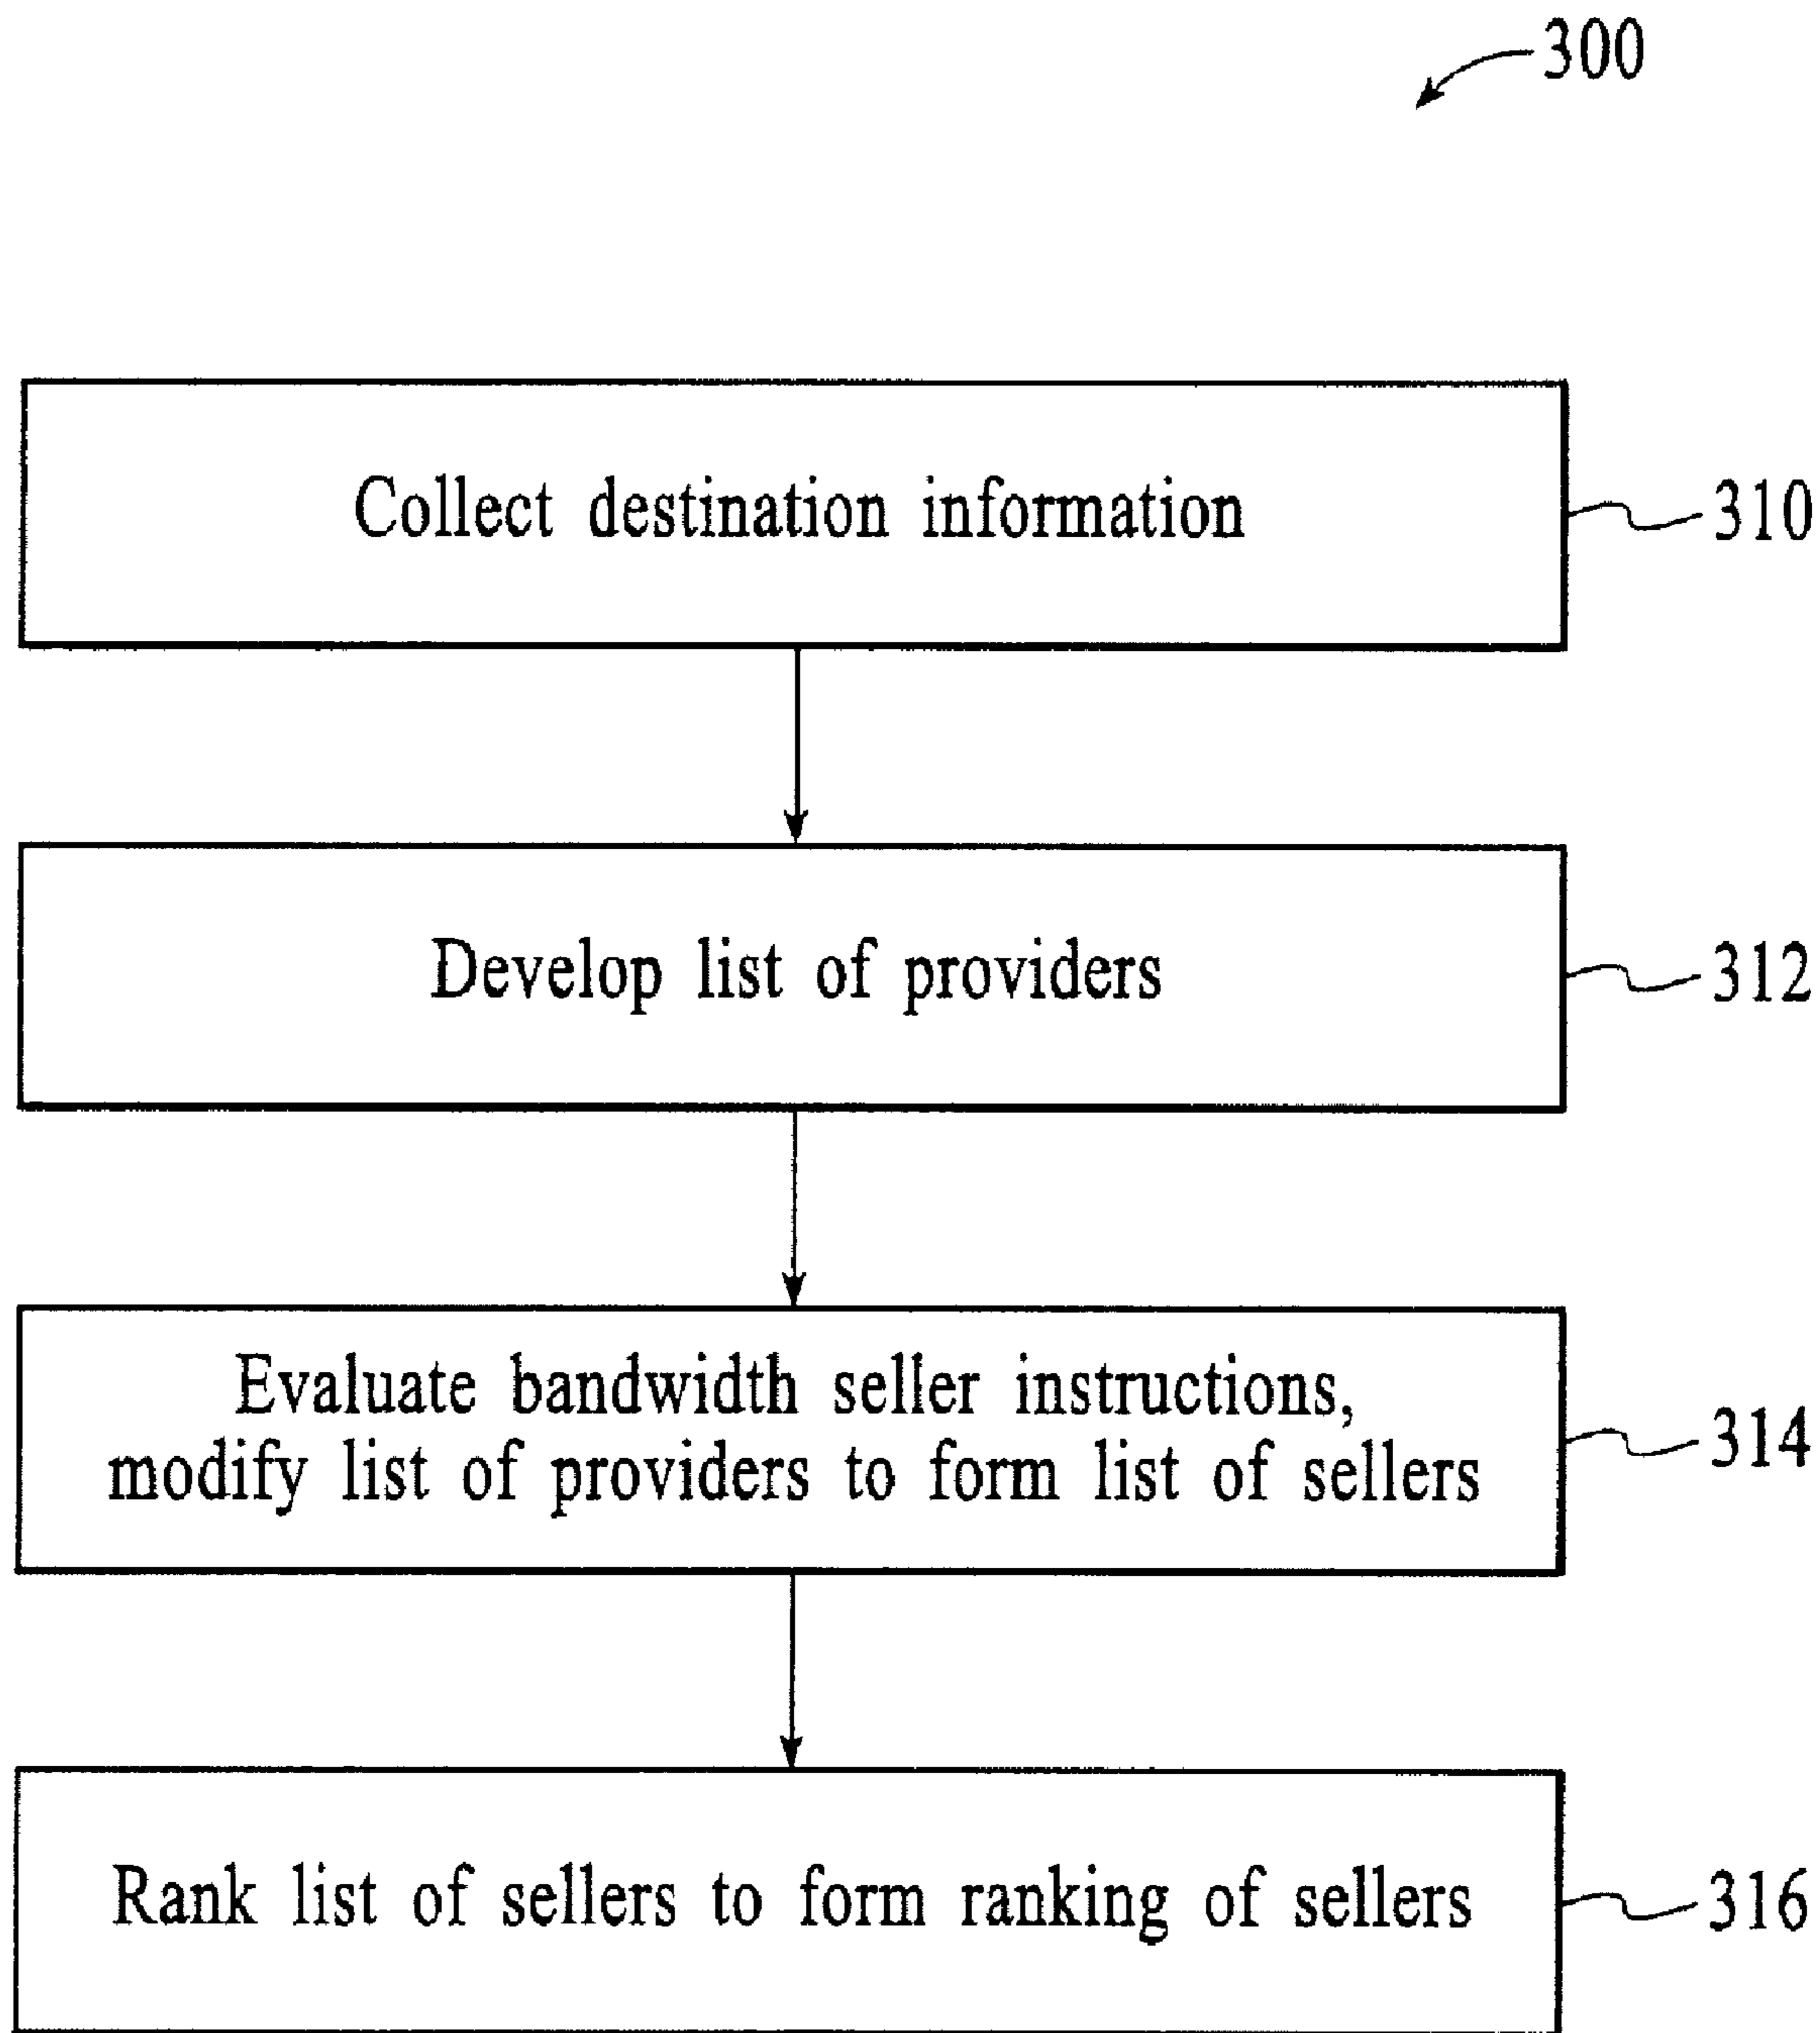 300
Collect destination information
310
Develop list of providers
312
Evaluate bandwidth seller instructions,
modify list of providers to form list of sellers
314
Rank list of sellers to form ranking of sellers
316